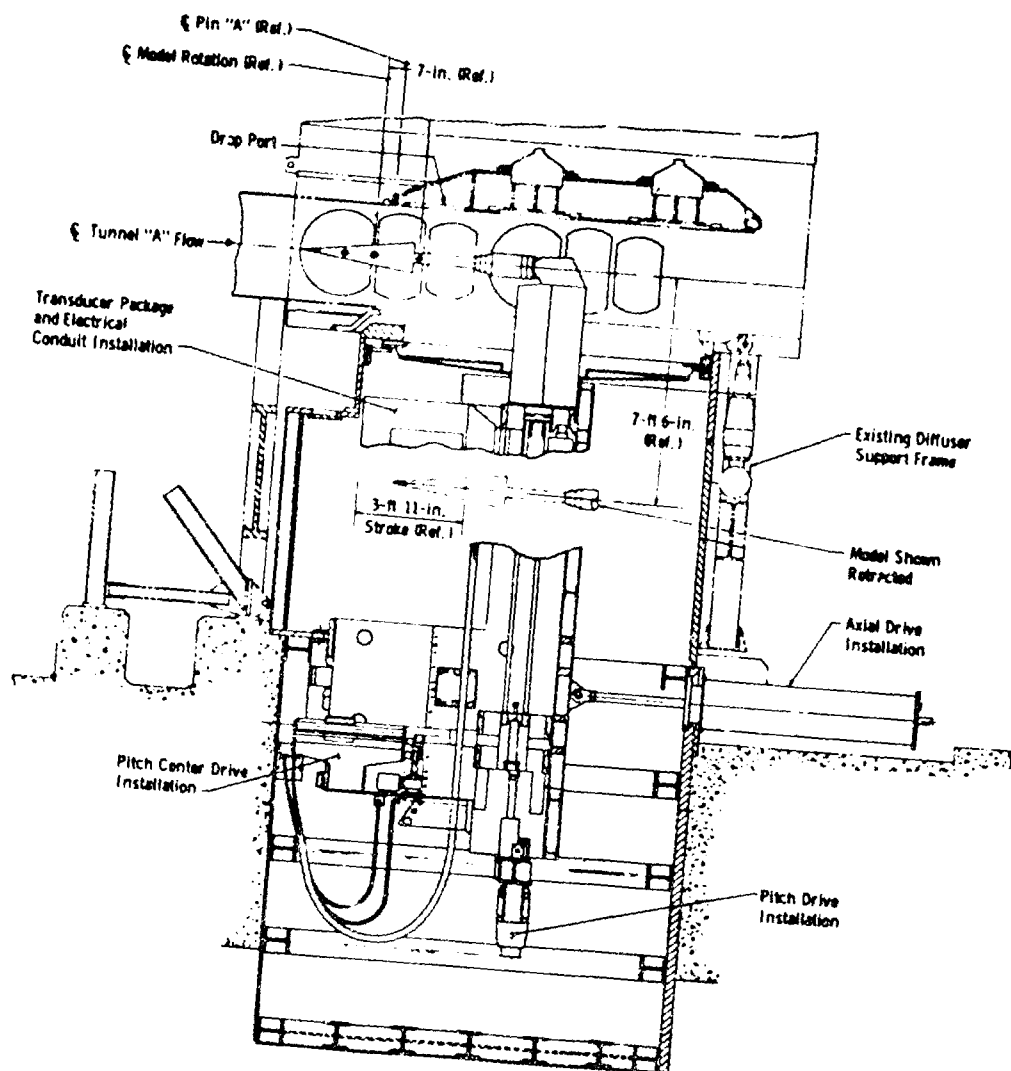 ℄ Pin "A" (Ref.)
℄ Model Rotation (Ref.)
7-in. (Ref.)
Drop Port
℄ Tunnel "A" Flow
Transducer Package
and Electrical
Conduit Installation
7-ft 6-in.
(Ref.)
Existing Diffuser
Support Frame
3-ft 11-in.
Stroke (Ref.)
Model Shown
Retracted
Axial Drive
Installation
Pitch Center Drive
Installation
Pitch Drive
Installation